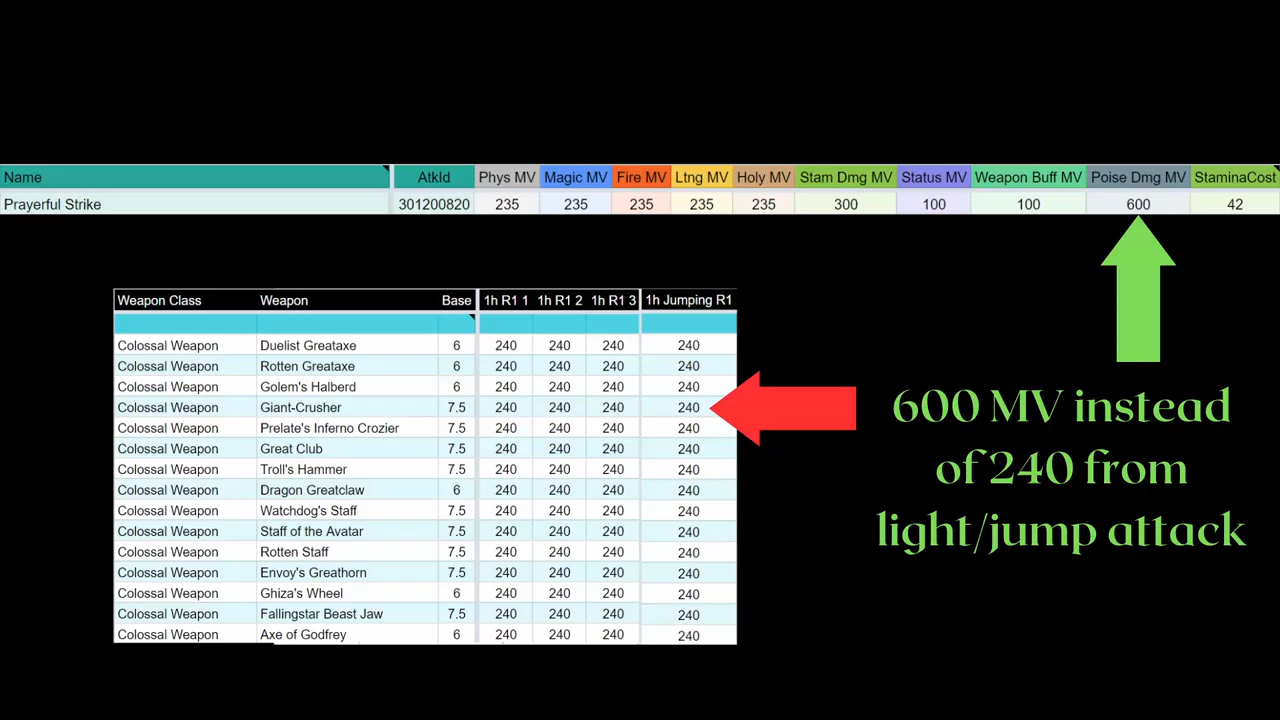 Name AtkId Phys MV Magic MV Fire MV Ltng MV Holy MV Stam Dmg MV Status MV Weapon Buff MV Poise Dmg MV StaminaCost
Prayerful Strike 301200820 235 235 235 235 235 300 100 100 600 42
Weapon Class Weapon Base 1h R1 1 1h R1 2 1h R1 3 1h Jumping R1
Colossal Weapon Duelist Greataxe 6 240 240 240 240
Colossal Weapon Rotten Greataxe 6 240 240 240 240
Colossal Weapon Golem's Halberd 6 240 240 240 240
Colossal Weapon Giant-Crusher 7.5 240 240 240 240
Colossal Weapon Prelate's Inferno Crozier 7.5 240 240 240 240
Colossal Weapon Great Club 7.5 240 240 240 240
Colossal Weapon Troll's Hammer 7.5 240 240 240 240
Colossal Weapon Dragon Greatclaw 6 240 240 240 240
Colossal Weapon Watchdog's Staff 7.5 240 240 240 240
Colossal Weapon Staff of the Avatar 7.5 240 240 240 240
Colossal Weapon Rotten Staff 7.5 240 240 240 240
Colossal Weapon Envoy's Greathorn 7.5 240 240 240 240
Colossal Weapon Ghiza's Wheel 6 240 240 240 240
Colossal Weapon Fallingstar Beast Jaw 7.5 240 240 240 240
Colossal Weapon Axe of Godfrey 6 240 240 240 240
600 MV instead
of 240 from
light/jump attack